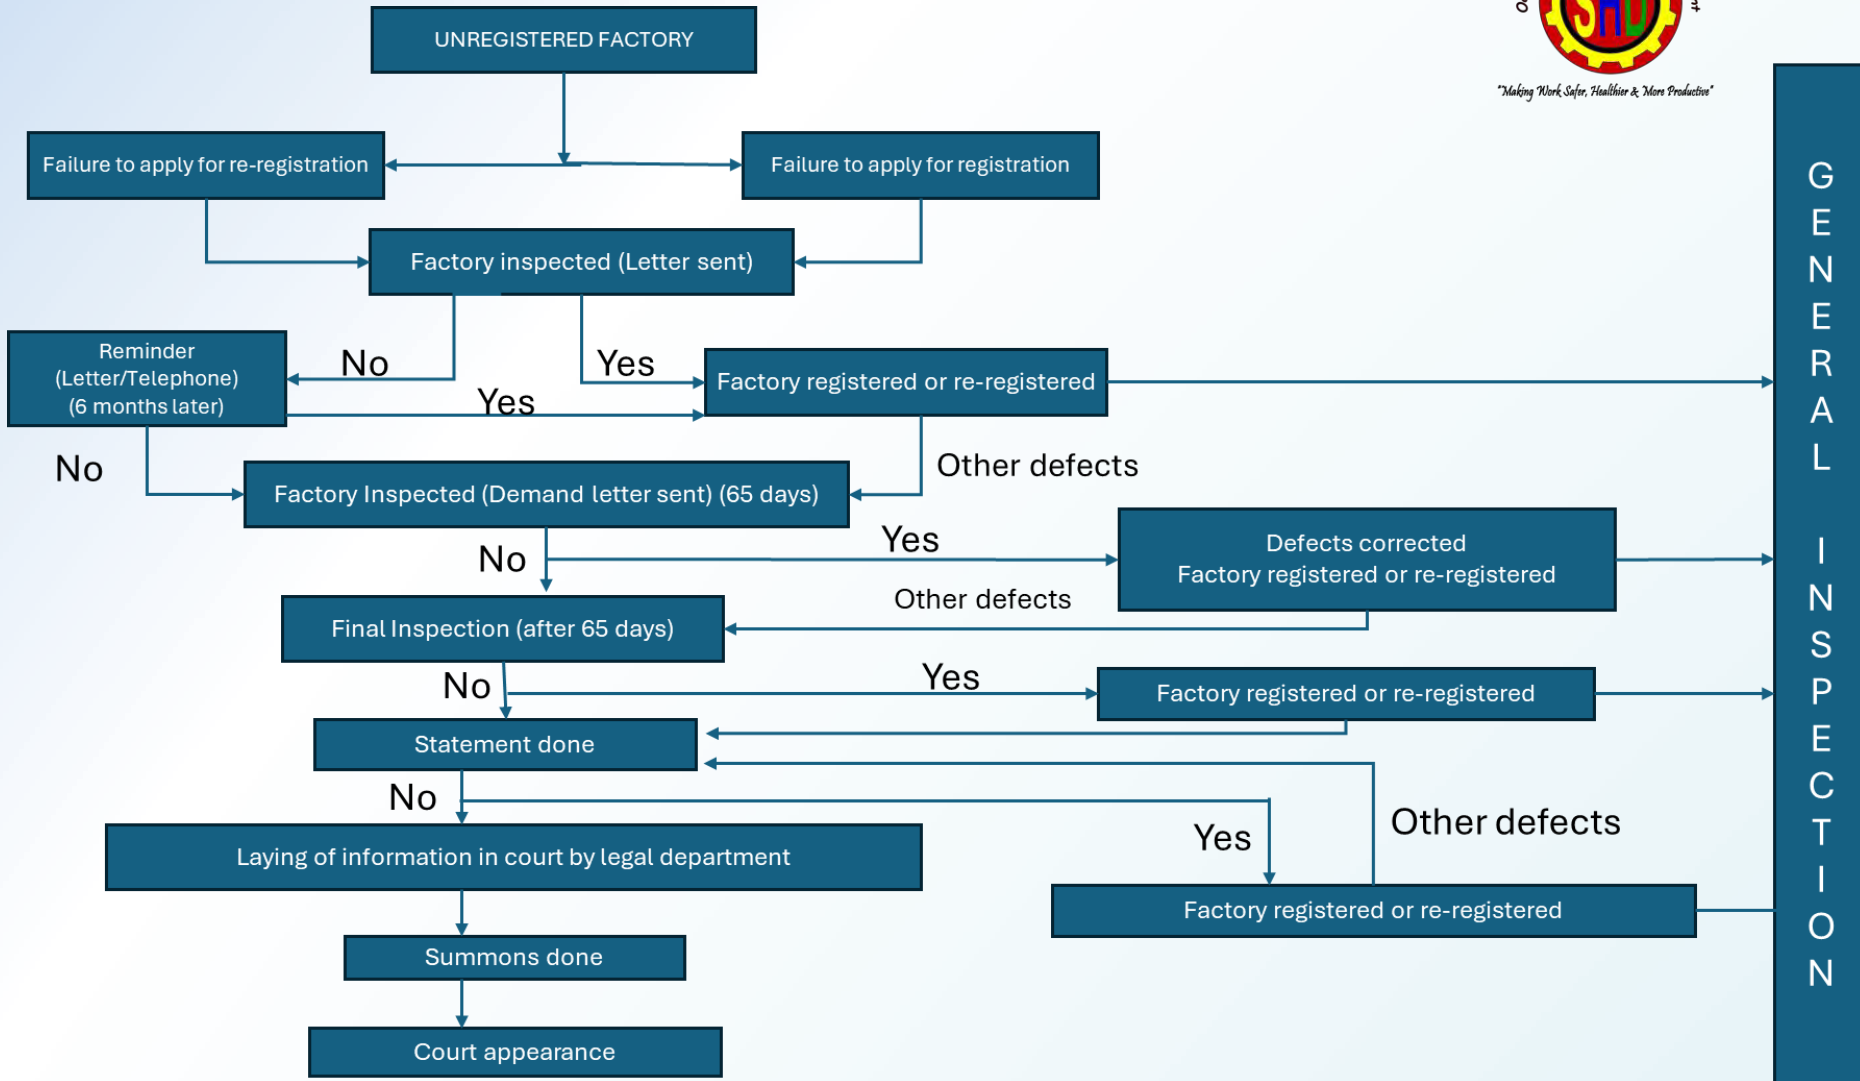 SHD
"Making Work Safer, Healthier & More Productive"
UNREGISTERED FACTORY
Failure to apply for re-registration
Failure to apply for registration
Factory inspected (Letter sent)
No
Yes
Reminder
(Letter/Telephone)
(6 months later)
Factory registered or re-registered
Yes
No
Other defects
Factory Inspected (Demand letter sent) (65 days)
No
Yes
Defects corrected
Factory registered or re-registered
Other defects
Final Inspection (after 65 days)
No
Yes
Factory registered or re-registered
Statement done
No
Yes
Other defects
Laying of information in court by legal department
Factory registered or re-registered
Summons done
Court appearance
GENERAL INSPECTION